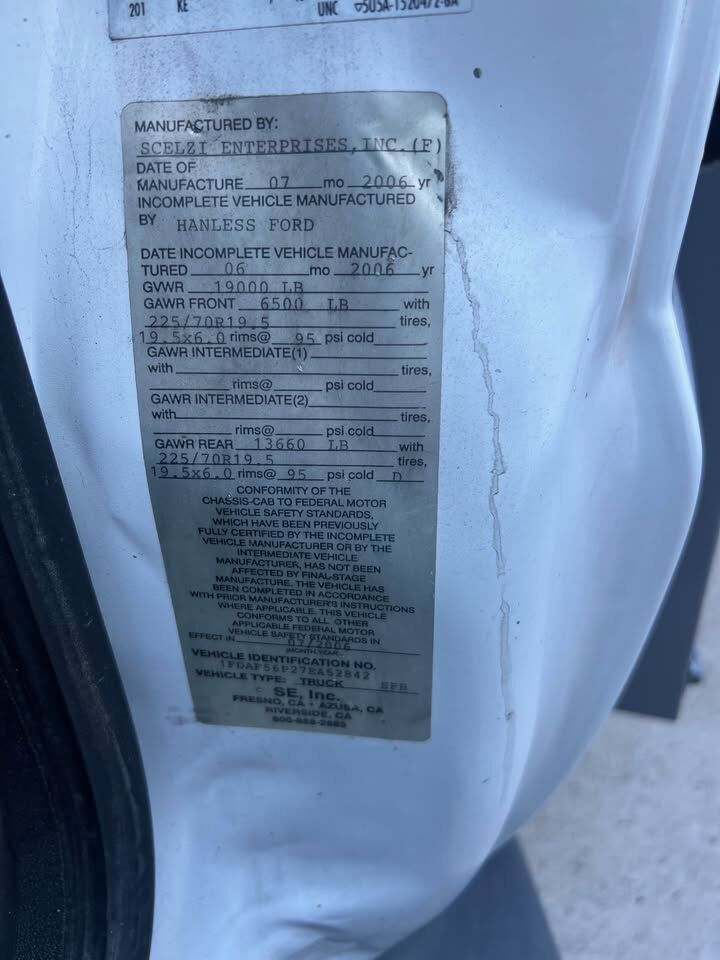 201 KE UNC
MANUFACTURED BY:
SCELZI ENTERPRISES, INC. (F)
DATE OF
MANUFACTURE 07 mo 2006 yr
INCOMPLETE VEHICLE MANUFACTURED
BY HANLESS FORD
DATE INCOMPLETE VEHICLE MANUFAC-
TURED 06 mo 2006 yr
GVWR 19000 LB
GAWR FRONT 6500 LB with
225/70R19.5 tires,
19.5x6.0 rims@ 95 psi cold
GAWR INTERMEDIATE(1)
with tires,
rims@ psi cold
GAWR INTERMEDIATE(2)
with tires,
rims@ psi cold
GAWR REAR 13660 LB with
225/70R19.5 tires,
19.5x6.0 rims@ 95 psi cold D
CONFORMITY OF THE
CHASSIS-CAB TO FEDERAL MOTOR
VEHICLE SAFETY STANDARDS,
WHICH HAVE BEEN PREVIOUSLY
FULLY CERTIFIED BY THE INCOMPLETE
VEHICLE MANUFACTURER OR BY THE
INTERMEDIATE VEHICLE
MANUFACTURER, HAS NOT BEEN
AFFECTED BY FINAL-STAGE
MANUFACTURE. THE VEHICLE HAS
BEEN COMPLETED IN ACCORDANCE
WITH PRIOR MANUFACTURER'S INSTRUCTIONS
WHERE APPLICABLE. THIS VEHICLE
CONFORMS TO ALL OTHER
APPLICABLE FEDERAL MOTOR
VEHICLE SAFETY STANDARDS IN
EFFECT IN 07/2006
(MONTH, YEAR)
VEHICLE IDENTIFICATION NO.
1FDAF56P27EA52842
VEHICLE TYPE: TRUCK SFB
SE, Inc.
FRESNO, CA • AZUSA, CA
RIVERSIDE, CA